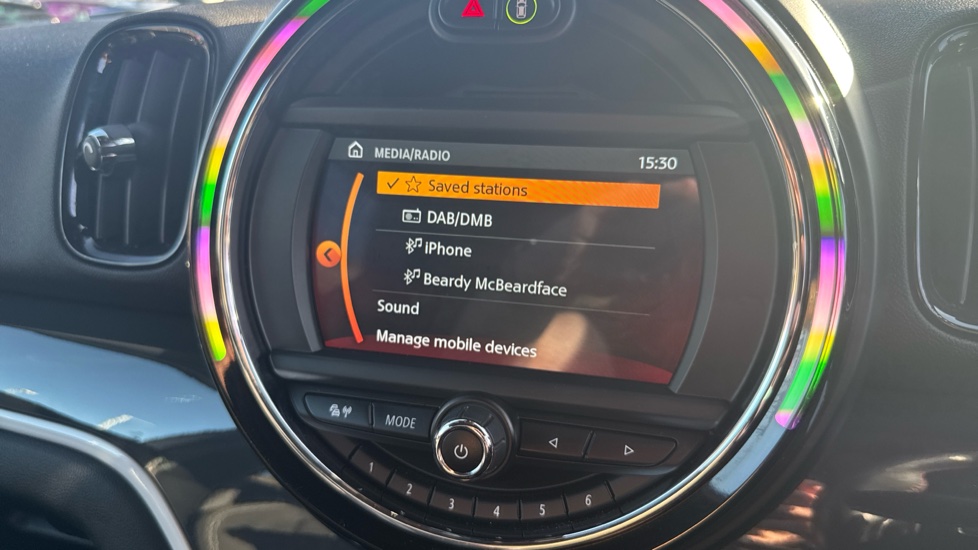 MEDIA/RADIO 15:30
Saved stations
DAB/DMB
iPhone
Beardy McBeardface
Sound
Manage mobile devices
MODE
1 2 3 4 5 6